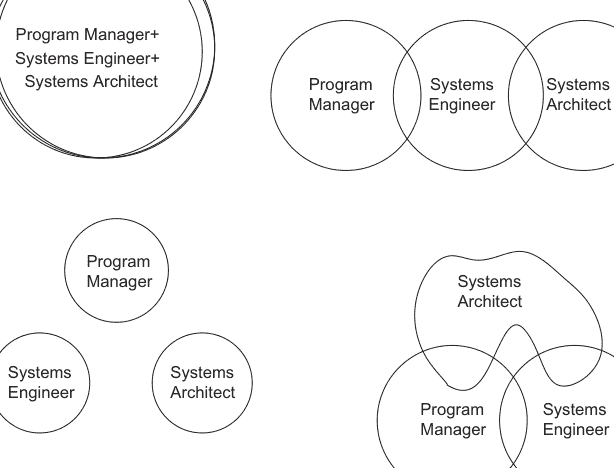 Program Manager+
Systems Engineer+
Systems Architect
Program
Manager
Systems
Engineer
Systems
Architect
Program
Manager
Systems
Engineer
Systems
Architect
Systems
Architect
Program
Manager
Systems
Engineer